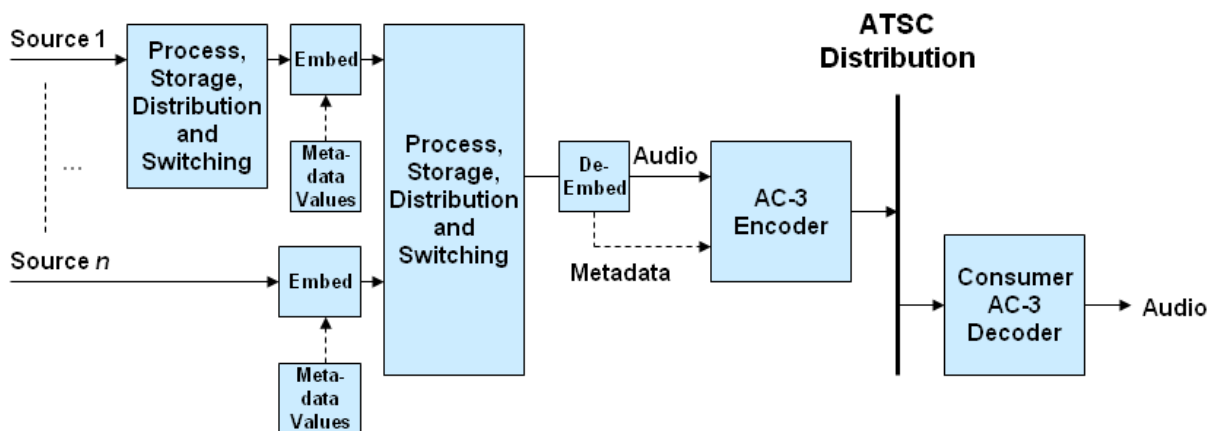 Source 1
...
Process,
Storage,
Distribution
and
Switching
Embed
Meta-
data
Values
Source n
Embed
Meta-
data
Values
Process,
Storage,
Distribution
and
Switching
De-
Embed
Audio
Metadata
AC-3
Encoder
ATSC
Distribution
Consumer
AC-3
Decoder
Audio